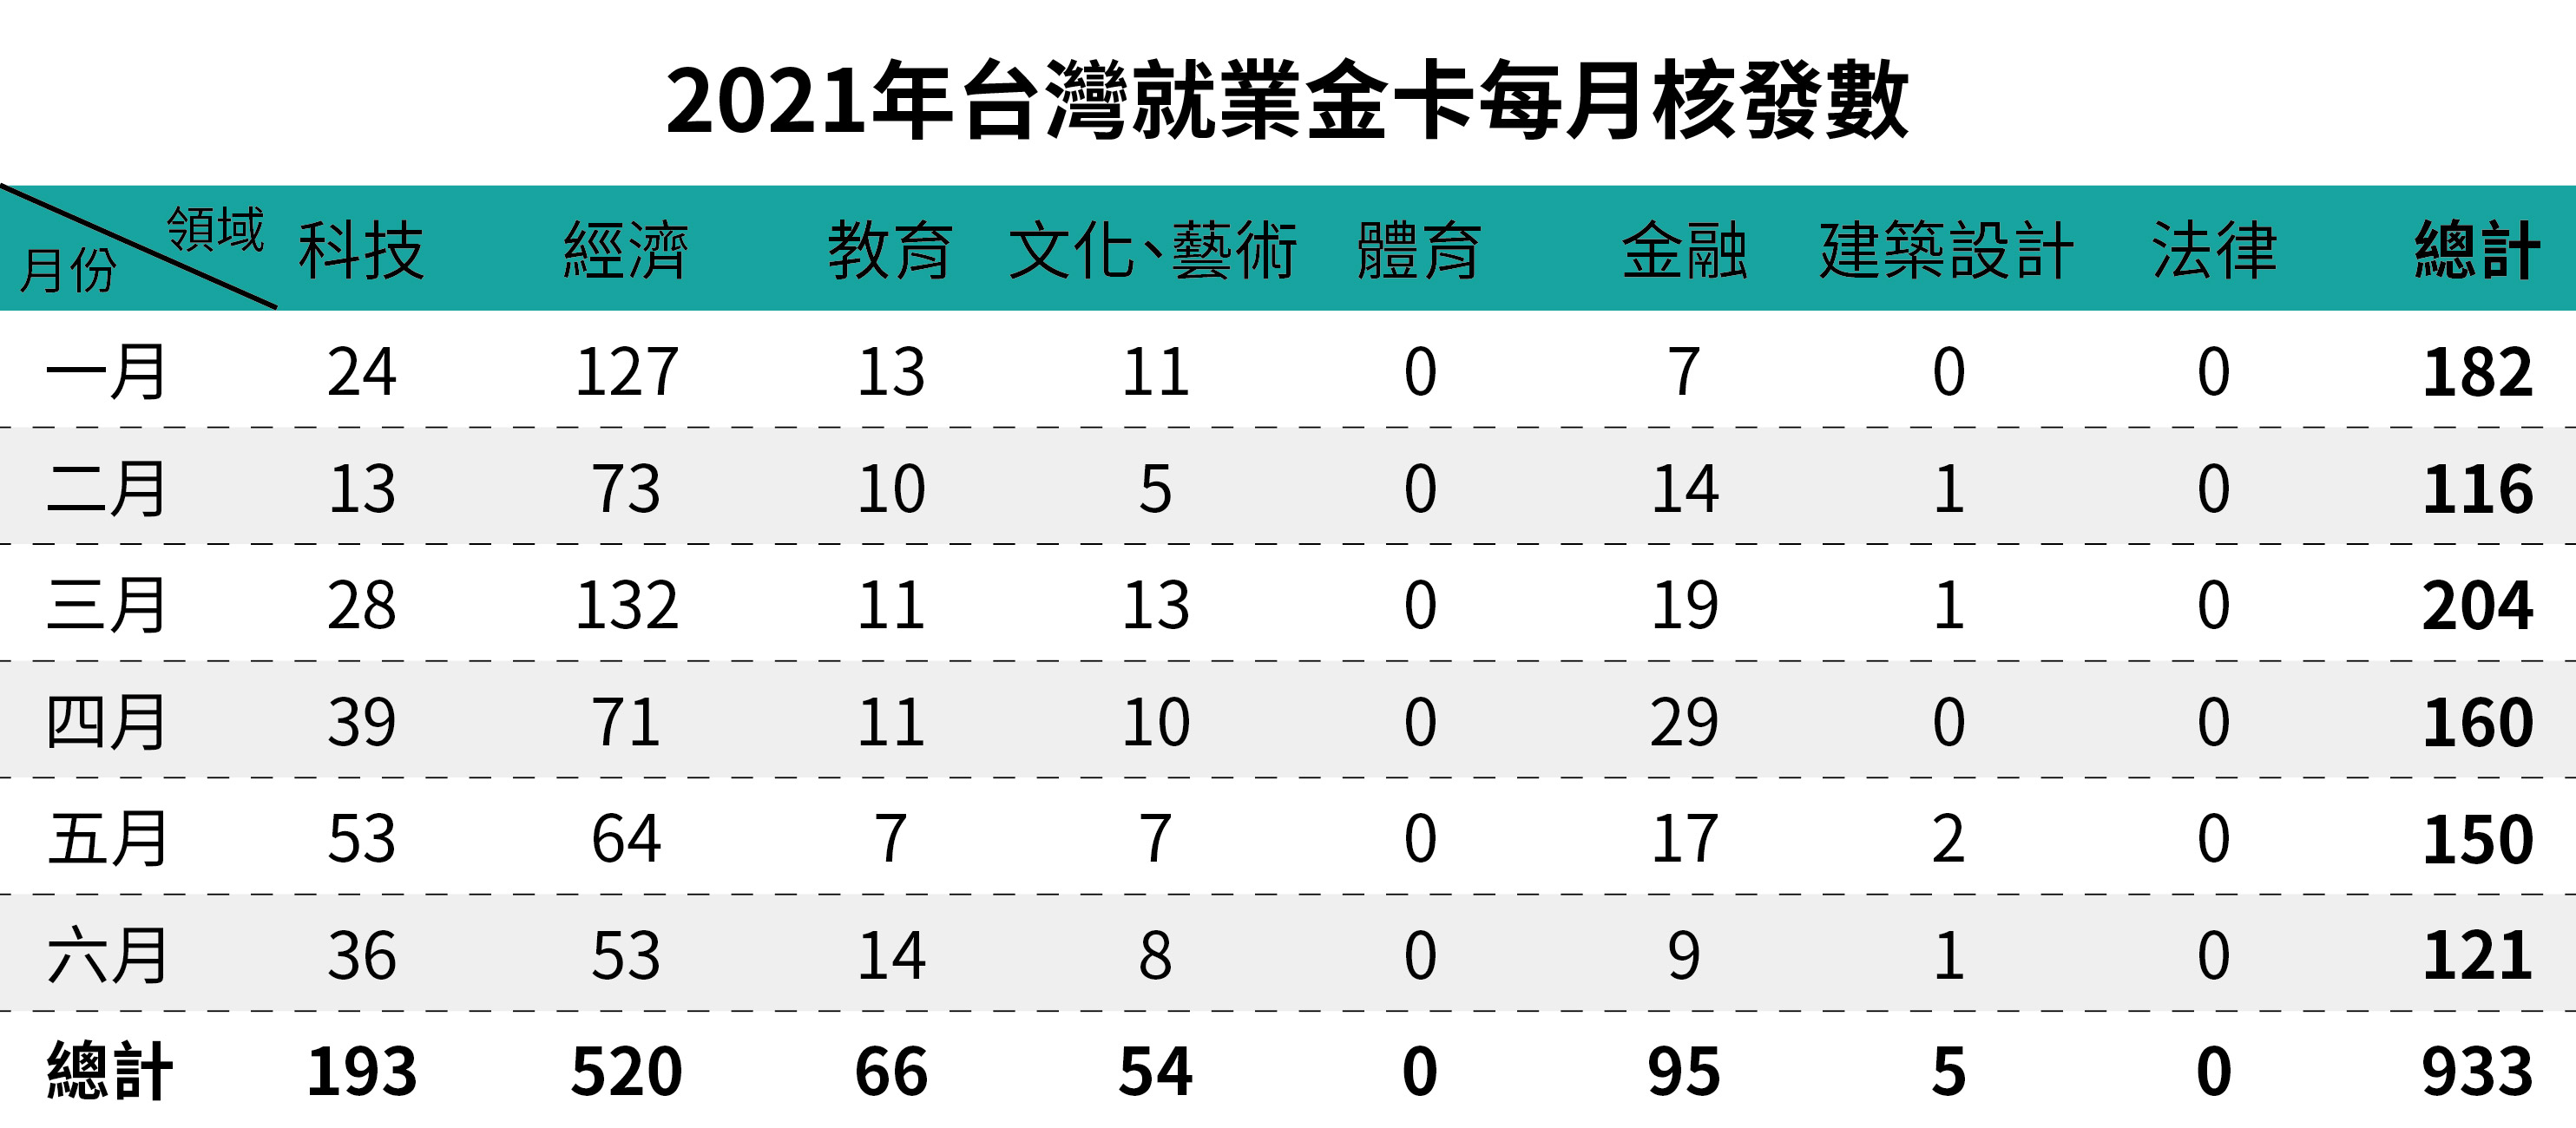 2021年台灣就業金卡每月核發數
領域 月份 科技 經濟 教育 文化、藝術 體育 金融 建築設計 法律 總計
一月 24 127 13 11 0 7 0 0 182
二月 13 73 10 5 0 14 1 0 116
三月 28 132 11 13 0 19 1 0 204
四月 39 71 11 10 0 29 0 0 160
五月 53 64 7 7 0 17 2 0 150
六月 36 53 14 8 0 9 1 0 121
總計 193 520 66 54 0 95 5 0 933